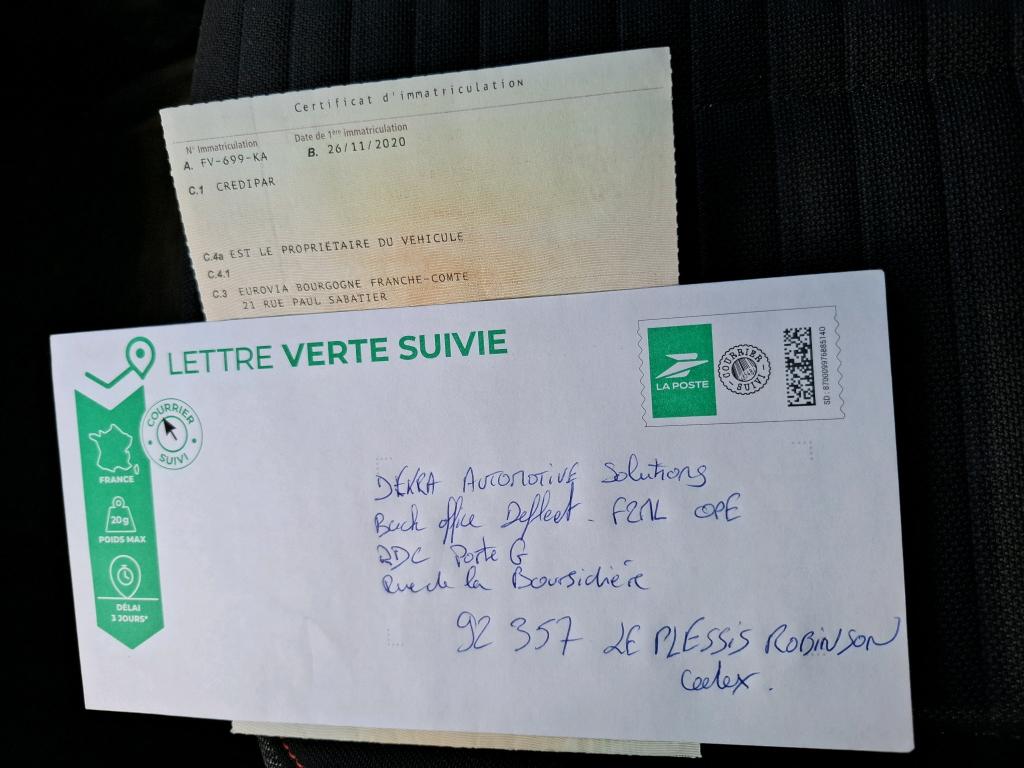 Certificat d'immatriculation
N° Immatriculation
Date de 1ère immatriculation
A. FV-699-KA
B. 26/11/2020
C.1 CREDIPAR
C.4a EST LE PROPRIETAIRE DU VEHICULE
C.4.1
C.3 EUROVIA BOURGOGNE FRANCHE-COMTE
21 RUE PAUL SABATIER
LETTRE VERTE SUIVIE
COURRIER
SUIVI
FRANCE
20g
POIDS MAX
DÉLAI
3 JOURS*
LA POSTE
COURRIER SUIVI
SD : 870009976885140
DEKRA AUTOMOTIVE Solutions
Back office Defleet - F2ML OPE
RDC Porte G
Rue de la Boursidière
92 357 LE PLESSIS ROBINSON
Cedex.